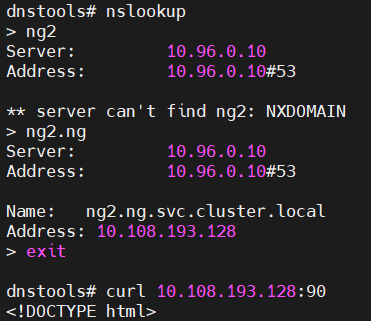 dnstools# nslookup
> ng2
Server:         10.96.0.10
Address:        10.96.0.10#53
** server can't find ng2: NXDOMAIN
> ng2.ng
Server:         10.96.0.10
Address:        10.96.0.10#53
Name:   ng2.ng.svc.cluster.local
Address: 10.108.193.128
> exit
dnstools# curl 10.108.193.128:90
<!DOCTYPE html>